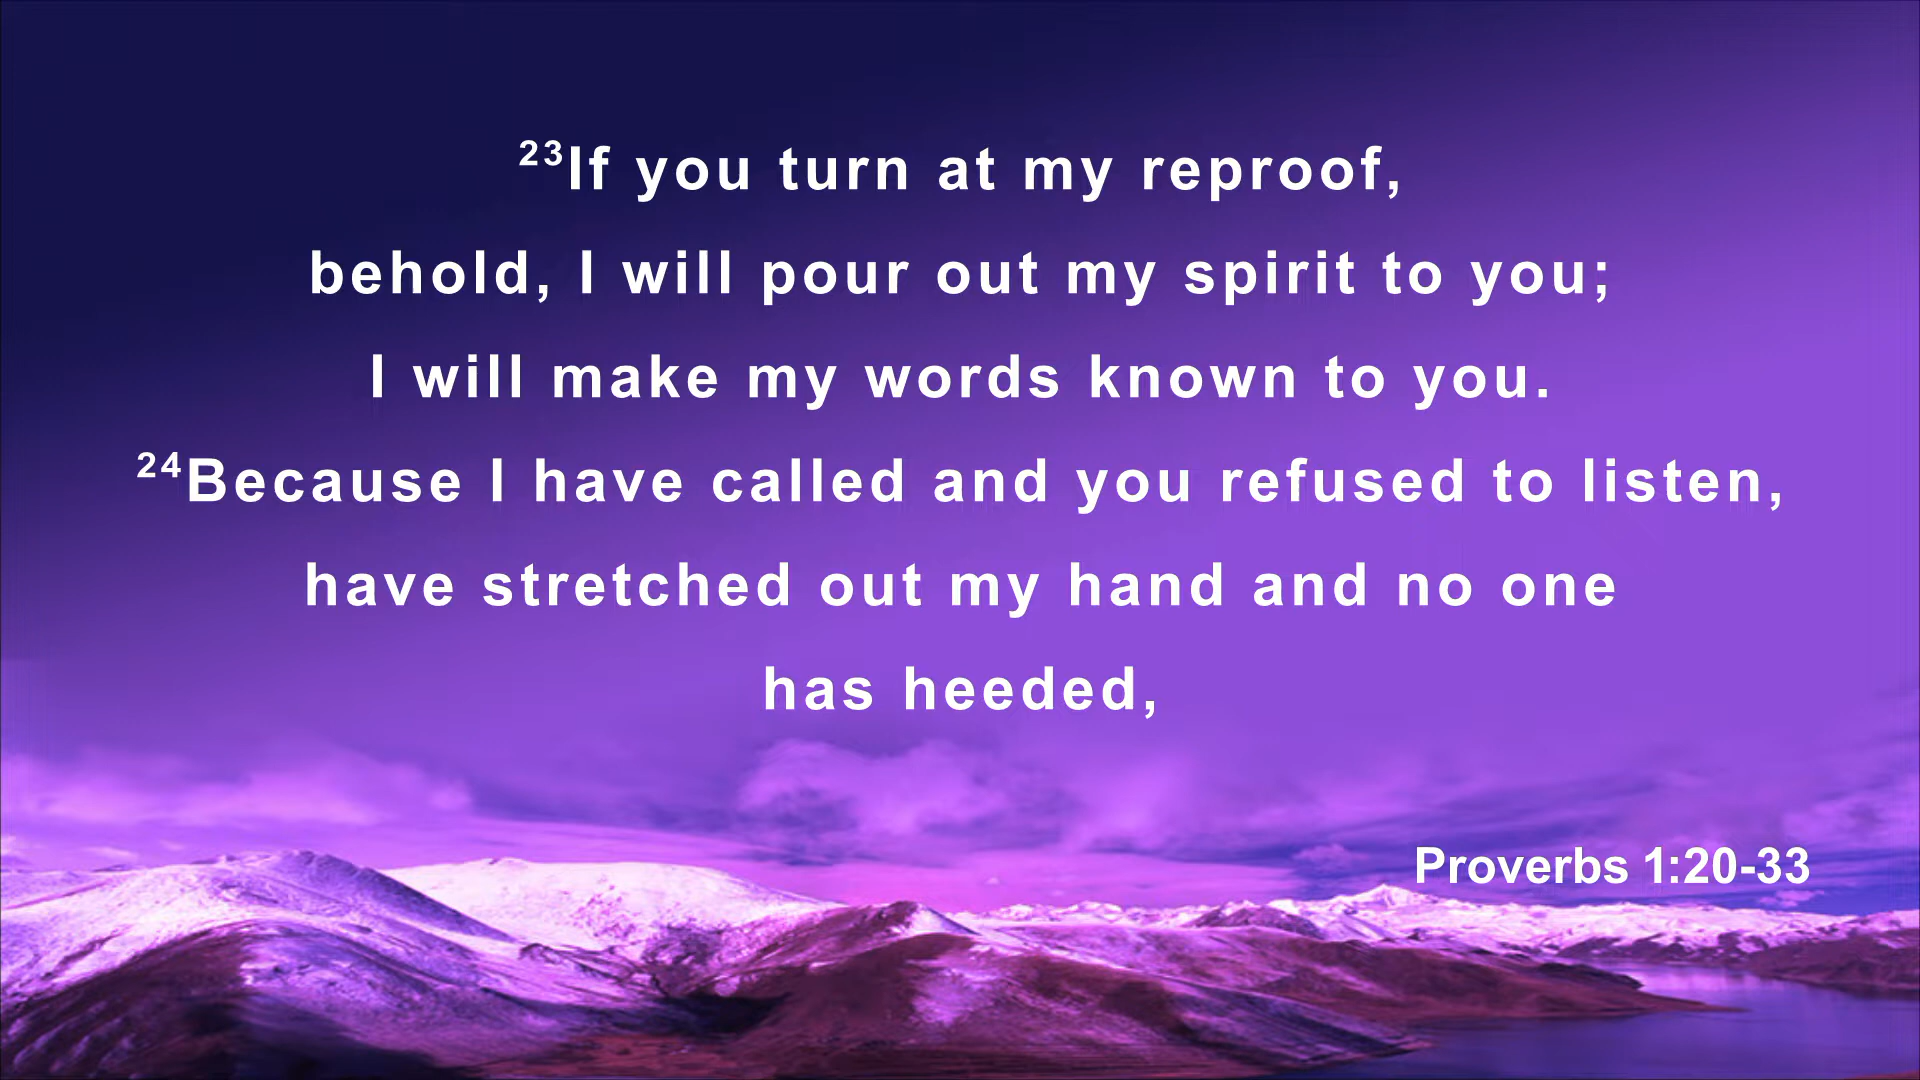 ²³If you turn at my reproof,
behold, I will pour out my spirit to you;
I will make my words known to you.
²⁴Because I have called and you refused to listen,
have stretched out my hand and no one
has heeded,
Proverbs 1:20-33